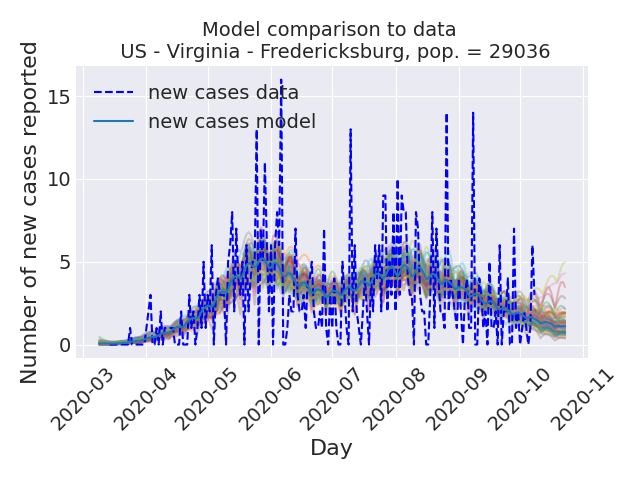 Model comparison to data
US - Virginia - Fredericksburg, pop. = 29036
Number of new cases reported
15
10
5
0
new cases data
new cases model
2020-03
2020-04
2020-05
2020-06
2020-07
2020-08
2020-09
2020-10
2020-11
Day